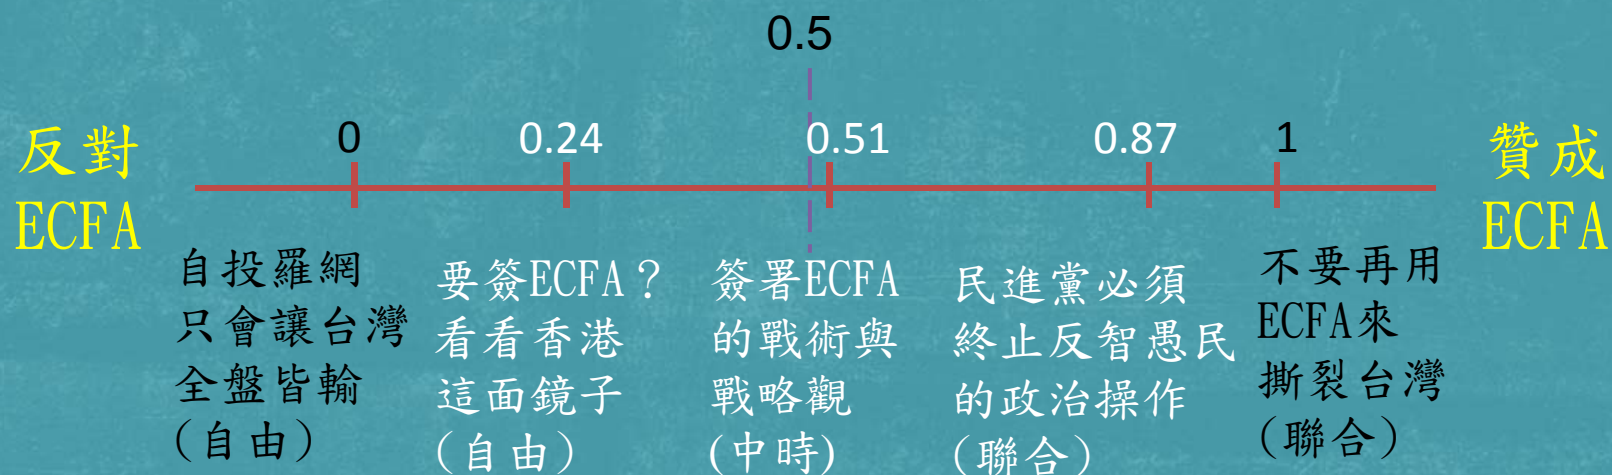 0.5
反對
ECFA
0
0.24
0.51
0.87
1
贊成
ECFA
自投羅網
只會讓台灣
全盤皆輸
(自由)
要簽ECFA？
看看香港
這面鏡子
(自由)
簽署ECFA
的戰術與
戰略觀
(中時)
民進黨必須
終止反智愚民
的政治操作
(聯合)
不要再用
ECFA來
撕裂台灣
(聯合)